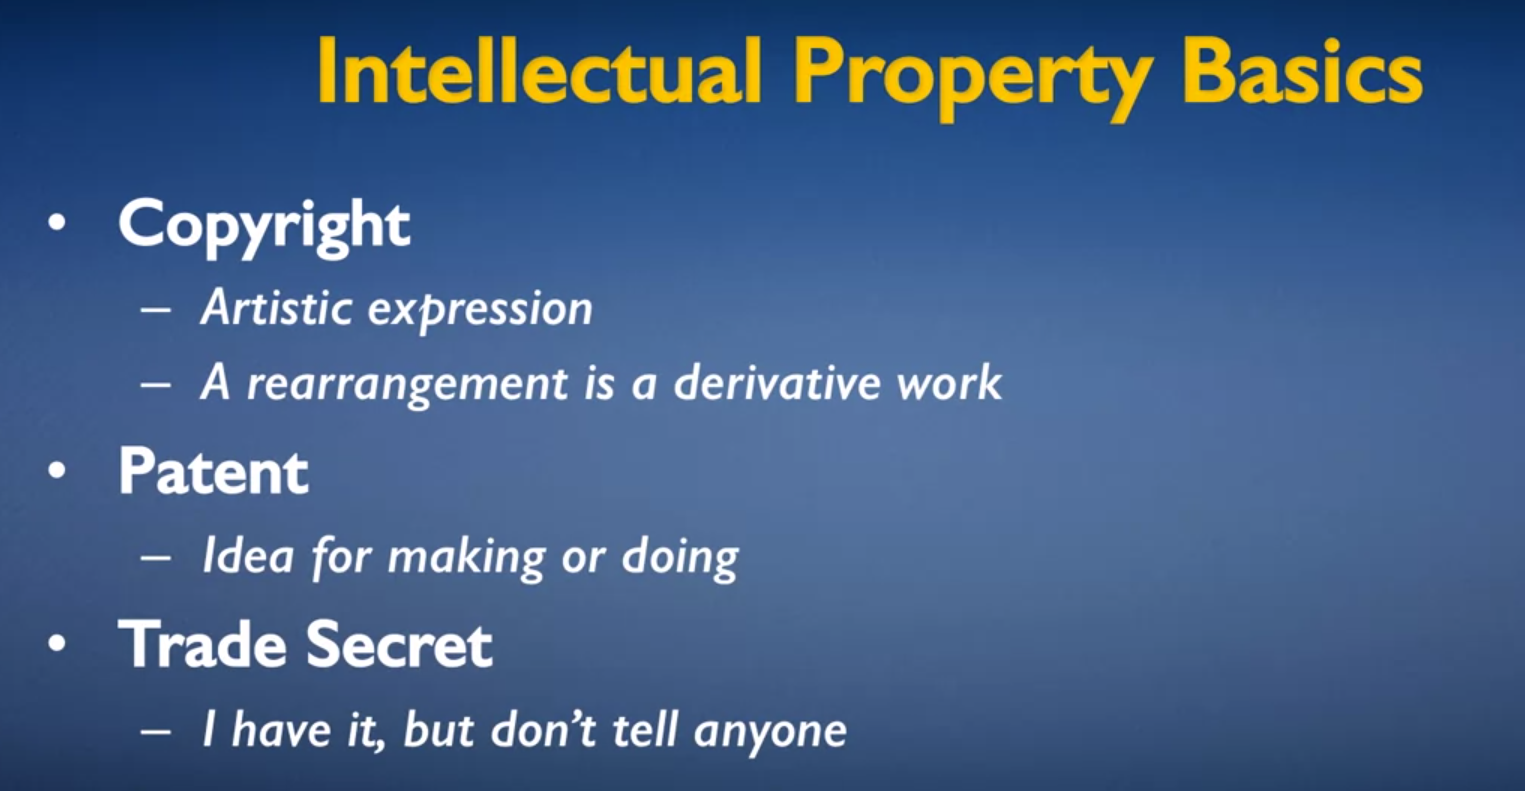 Intellectual Property Basics
• Copyright
– Artistic expression
– A rearrangement is a derivative work
• Patent
– Idea for making or doing
• Trade Secret
– I have it, but don’t tell anyone